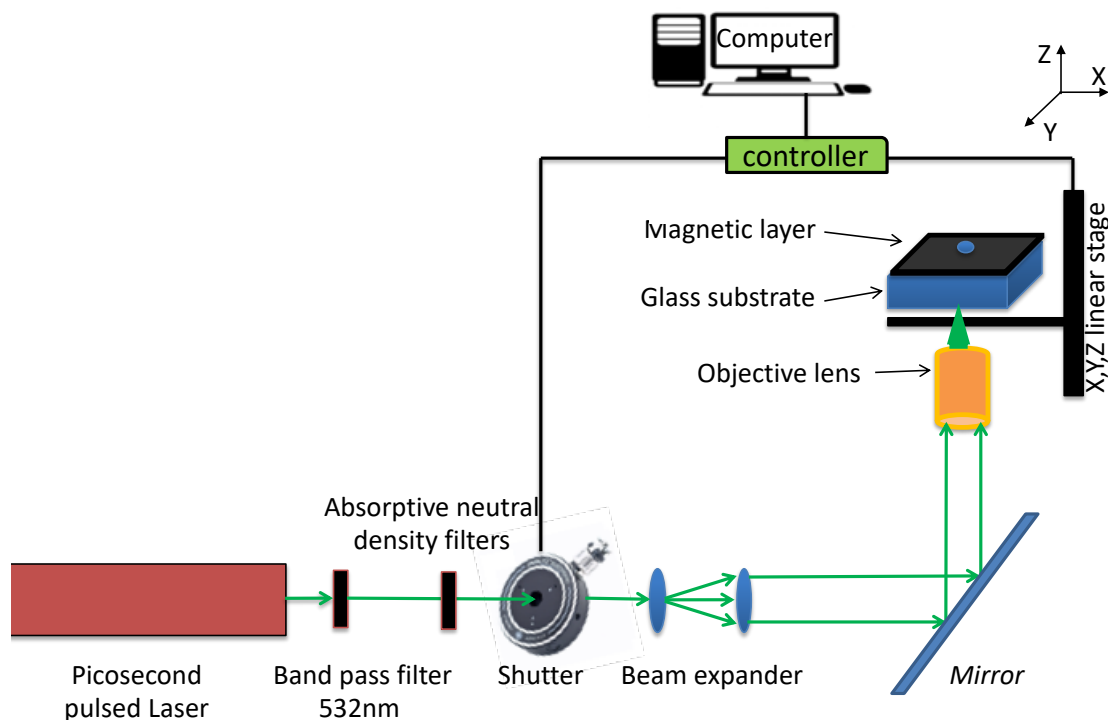 Computer
Z
X
Y
controller
Magnetic layer
Glass substrate
X,Y,Z linear stage
Objective lens
Absorptive neutral
density filters
Picosecond
pulsed Laser
Band pass filter
532nm
Shutter
Beam expander
Mirror